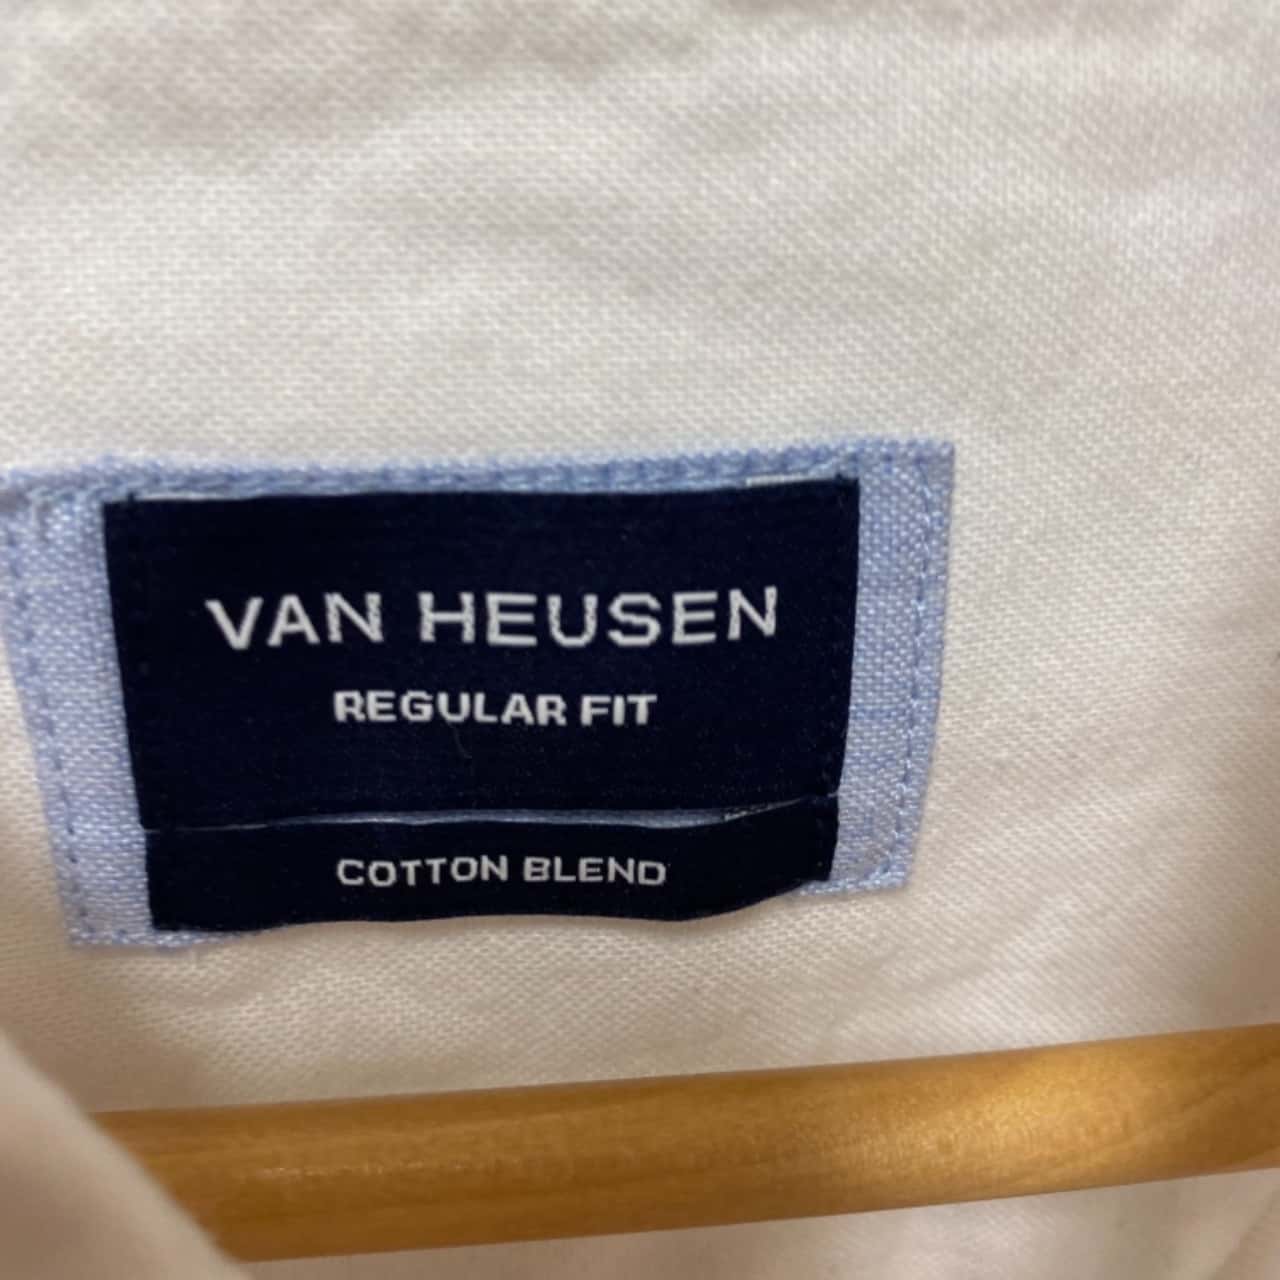 VAN HEUSEN
REGULAR FIT
COTTON BLEND